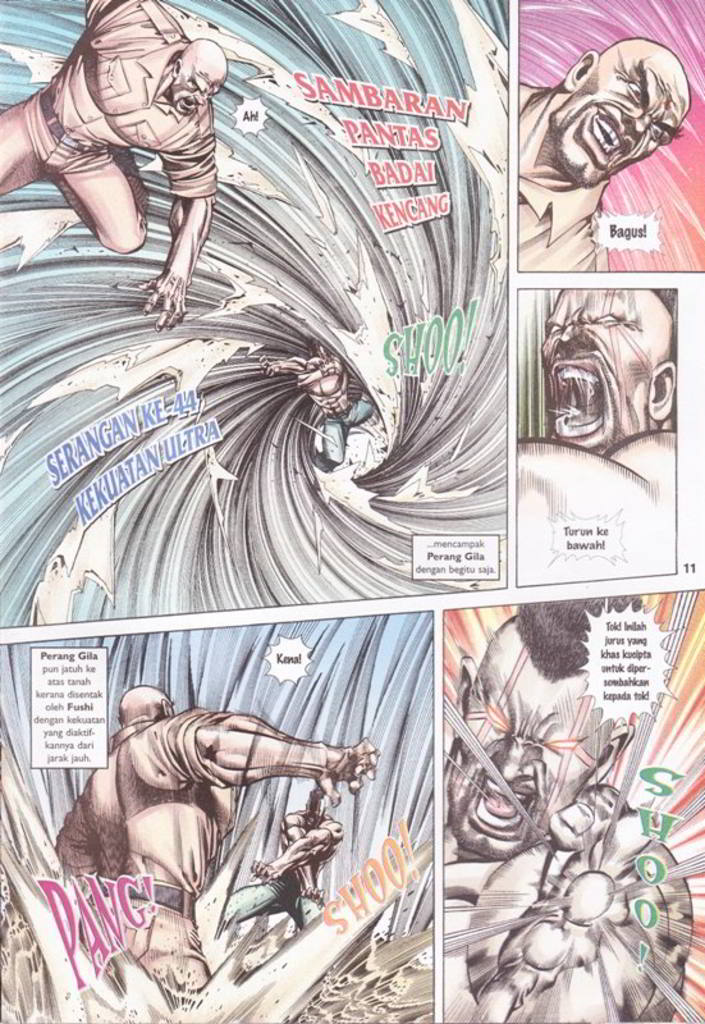 Ah!
SAMBARAN
PANTAS
BADAI
KENCANG
SHOO!
SERANGAN KE-44
KEKUATAN ULTRA
...mencampak
Perang Gila
dengan begitu saja.
Bagus!
Turun ke
bawah!
11
Perang Gila
pun jatuh ke
atas tanah
kerana disentak
oleh Fushi
dengan kekuatan
yang diaktif-
kannya dari
jarak jauh.
Kena!
PANG!
SHOO!
Tok! Inilah
jurus yang
khas kucipta
untuk diper-
sembahkan
kepada tok!
SHOO!